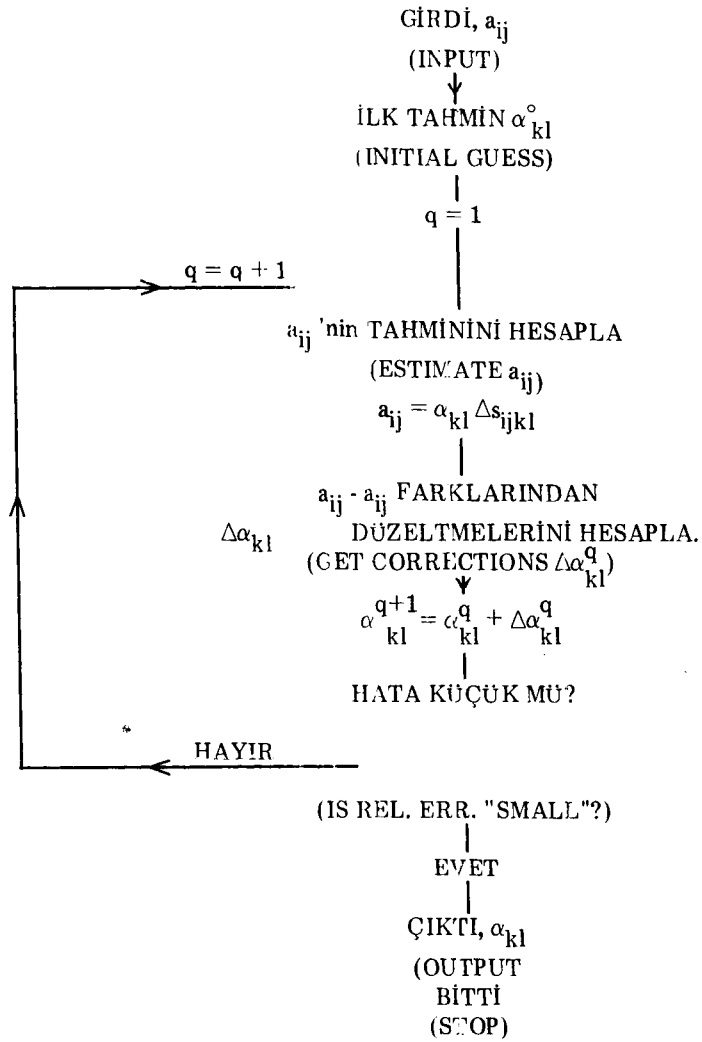 GİRDİ, a_ij
(INPUT)
İLK TAHMİN α°_kl
(INITIAL GUESS)
q = 1
q = q + 1
a_ij 'nin TAHMİNİNİ HESAPLA
(ESTIMATE a_ij)
a_ij = α_kl Δs_ijkl
a_ij - a_ij FARKLARINDAN
Δα_kl DÜZELTMELERİNİ HESAPLA.
(GET CORRECTIONS Δα^q_kl)
α^q+1_kl = α^q_kl + Δα^q_kl
HATA KÜÇÜK MÜ?
HAYIR
(IS REL. ERR. "SMALL"?)
EVET
ÇIKTI, α_kl
(OUTPUT
BİTTİ
(STOP)